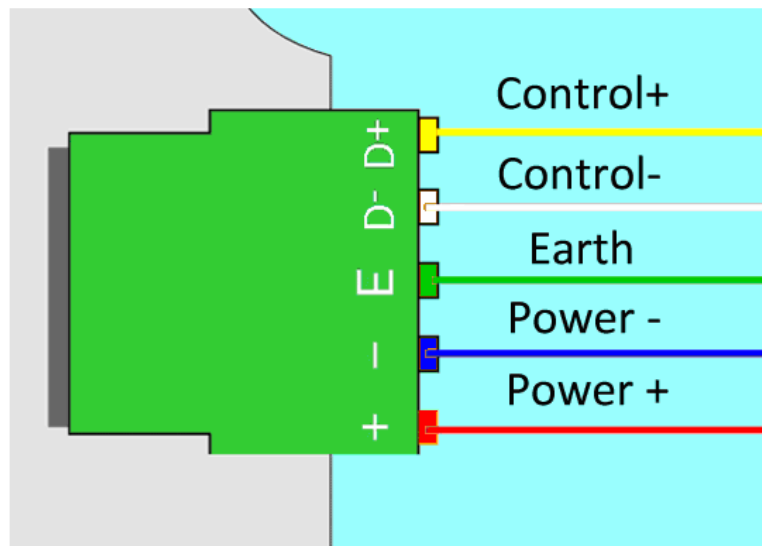 D+ Control+
D- Control-
E Earth
– Power -
+ Power +